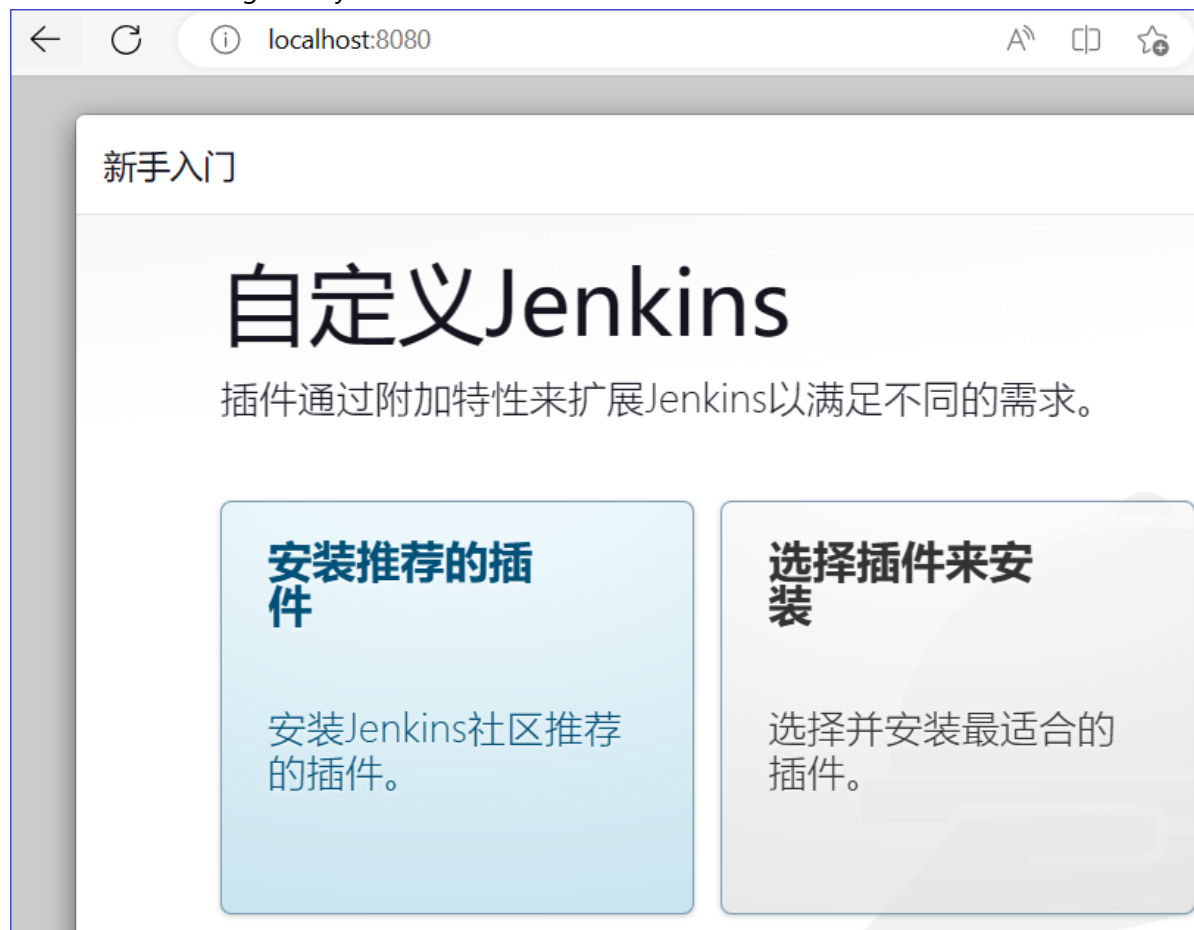 localhost:8080
新手入门
自定义Jenkins
插件通过附加特性来扩展Jenkins以满足不同的需求。
安装推荐的插
件
安装Jenkins社区推荐
的插件。
选择插件来安
装
选择并安装最适合的
插件。